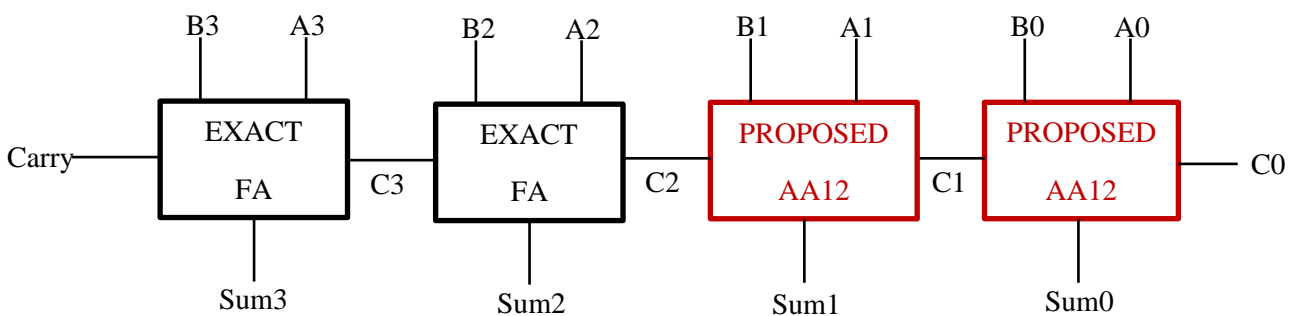 B3 A3 B2 A2 B1 A1 B0 A0
EXACT EXACT PROPOSED PROPOSED
Carry C3 C2 C1 C0
FA FA AA12 AA12
Sum3 Sum2 Sum1 Sum0